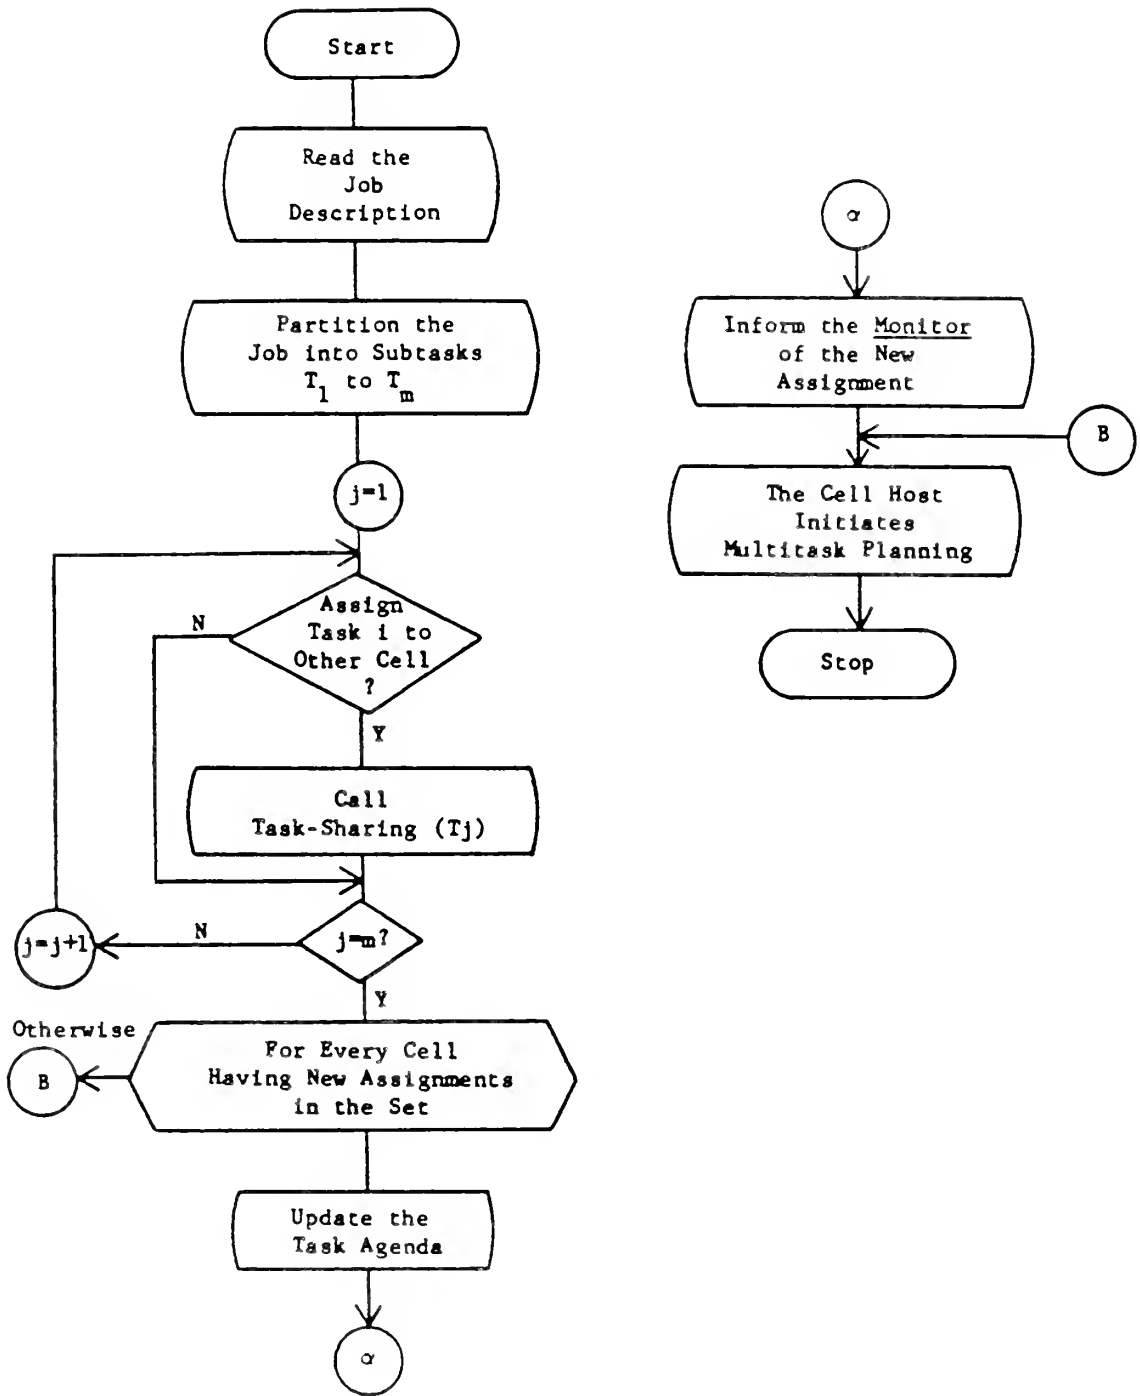 Start
Read the
Job
Description
Partition the
Job into Subtasks
T1 to Tm
j=1
Assign
Task i to
Other Cell
?
N
Y
Call
Task-Sharing (Tj)
j=m?
N
j=j+1
Y
Otherwise
B
For Every Cell
Having New Assignments
in the Set
Update the
Task Agenda
α
α
Inform the Monitor
of the New
Assignment
B
The Cell Host
Initiates
Multitask Planning
Stop